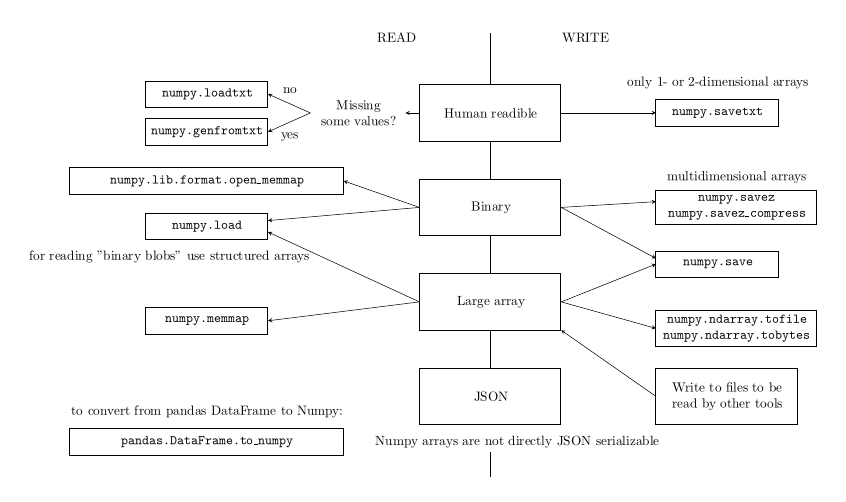 READ
WRITE
only 1- or 2-dimensional arrays
numpy.loadtxt
no
Missing
some values?
Human readible
numpy.savetxt
numpy.genfromtxt
yes
numpy.lib.format.open_memmap
multidimensional arrays
Binary
numpy.savez
numpy.savez_compress
numpy.load
for reading "binary blobs" use structured arrays
numpy.save
Large array
numpy.memmap
numpy.ndarray.tofile
numpy.ndarray.tobytes
JSON
Write to files to be
read by other tools
to convert from pandas DataFrame to Numpy:
pandas.DataFrame.to_numpy
Numpy arrays are not directly JSON serializable